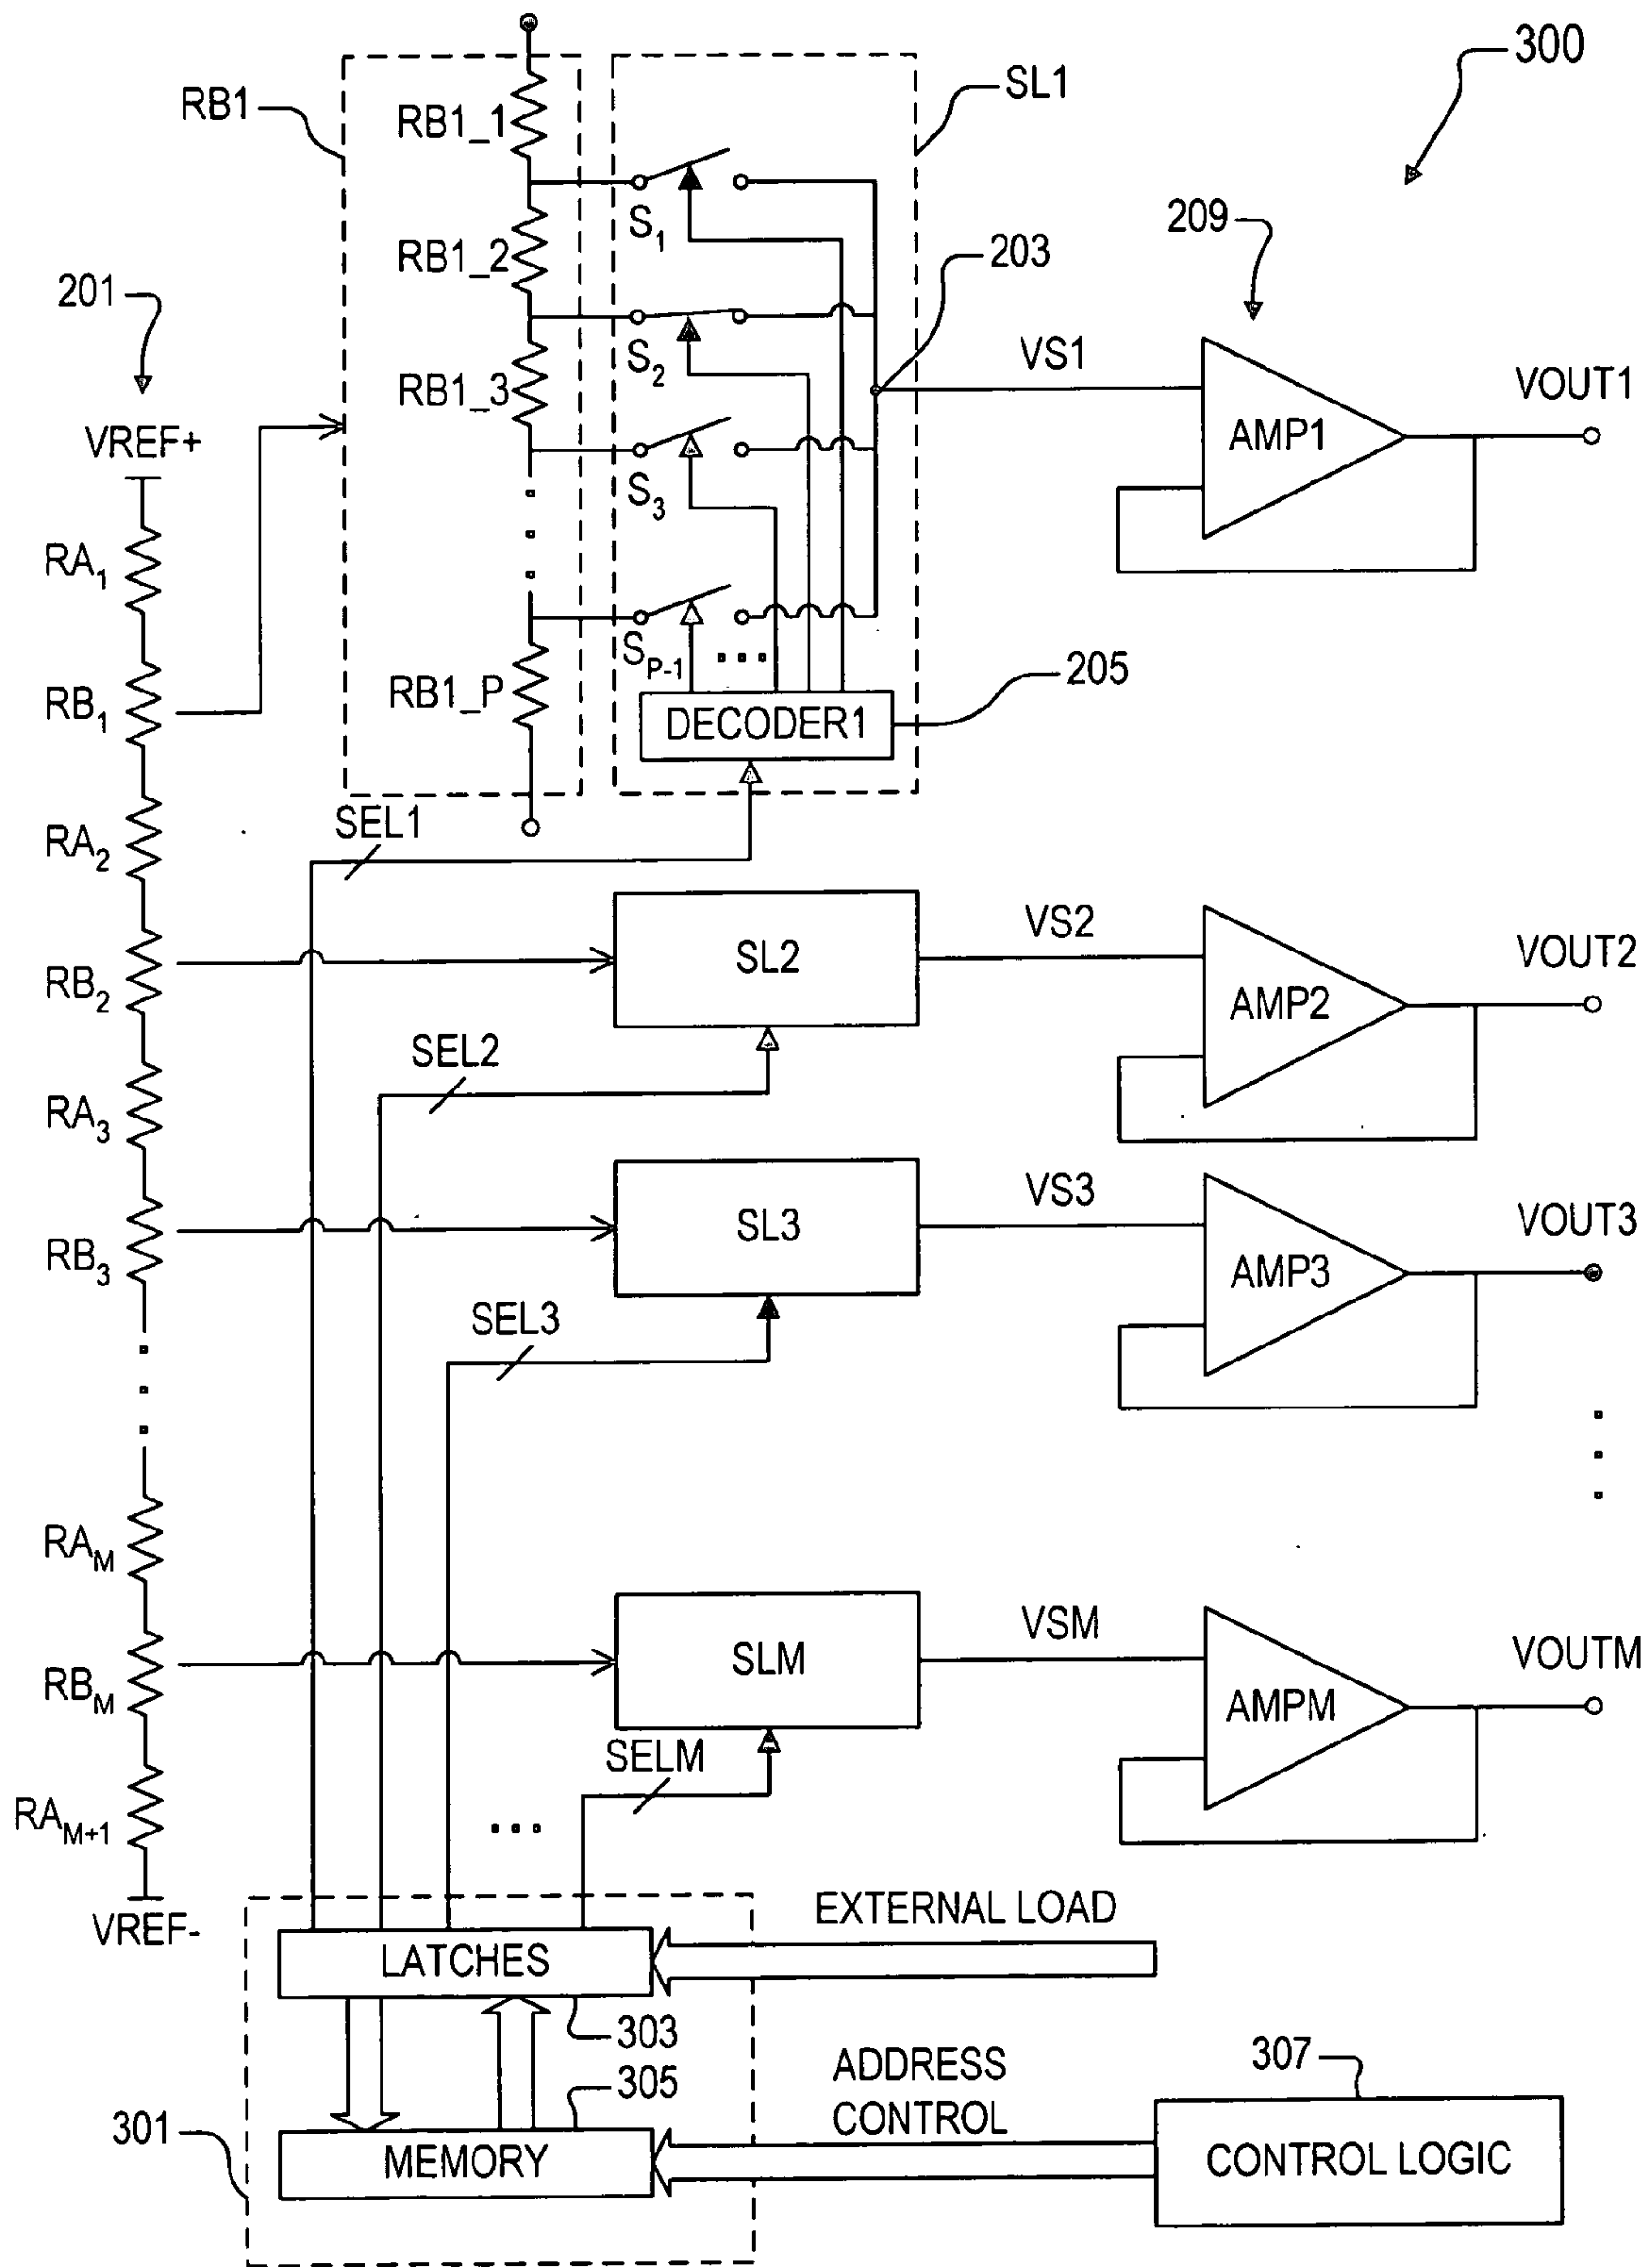 300
RB1
SL1
RB1_1
S1
209
203
201
RB1_2
S2
VS1
VOUT1
RB1_3
AMP1
VREF+
S3
RA1
SP-1
...
205
RB1
RB1_P
DECODER1
SEL1
RA2
VS2
VOUT2
RB2
SL2
AMP2
SEL2
RA3
VS3
VOUT3
RB3
SL3
AMP3
SEL3
RAM
VSM
VOUTM
RBM
SLM
AMPM
SELM
RAM+1
...
VREF-
EXTERNAL LOAD
LATCHES
303
305
ADDRESS
CONTROL
307
301
MEMORY
CONTROL LOGIC